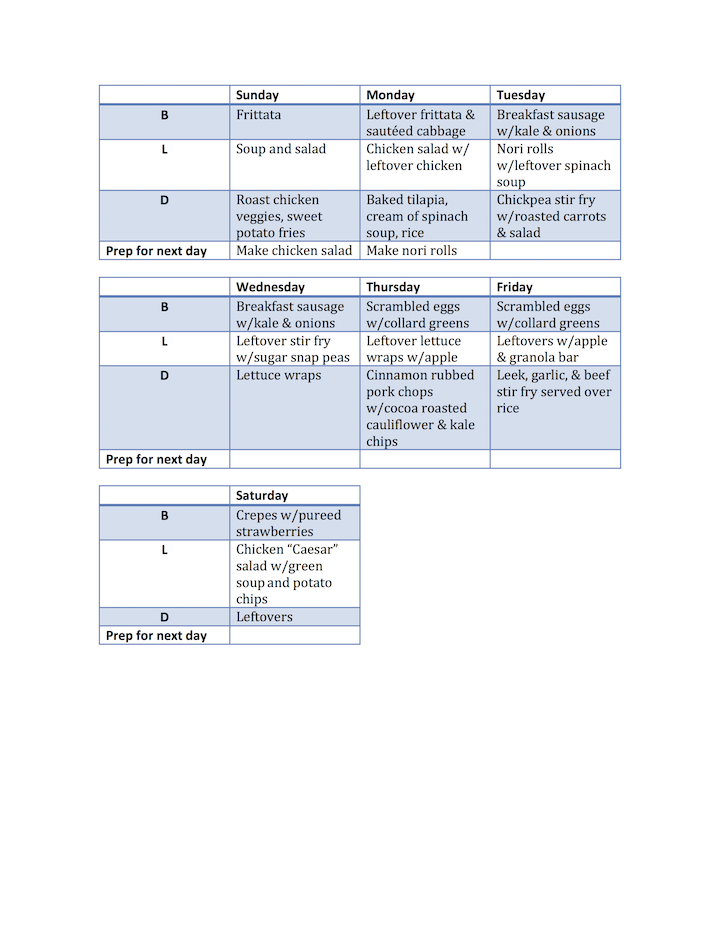 Sunday Monday Tuesday
B Frittata Leftover frittata & Breakfast sausage
sautéed cabbage w/kale & onions
L Soup and salad Chicken salad w/ Nori rolls
leftover chicken w/leftover spinach
soup
D Roast chicken Baked tilapia, Chickpea stir fry
veggies, sweet cream of spinach w/roasted carrots
potato fries soup, rice & salad
Prep for next day Make chicken salad Make nori rolls
Wednesday Thursday Friday
B Breakfast sausage Scrambled eggs Scrambled eggs
w/kale & onions w/collard greens w/collard greens
L Leftover stir fry Leftover lettuce Leftovers w/apple
w/sugar snap peas wraps w/apple & granola bar
D Lettuce wraps Cinnamon rubbed Leek, garlic, & beef
pork chops stir fry served over
w/cocoa roasted rice
cauliflower & kale
chips
Prep for next day
Saturday
B Crepes w/pureed
strawberries
L Chicken “Caesar”
salad w/green
soup and potato
chips
D Leftovers
Prep for next day